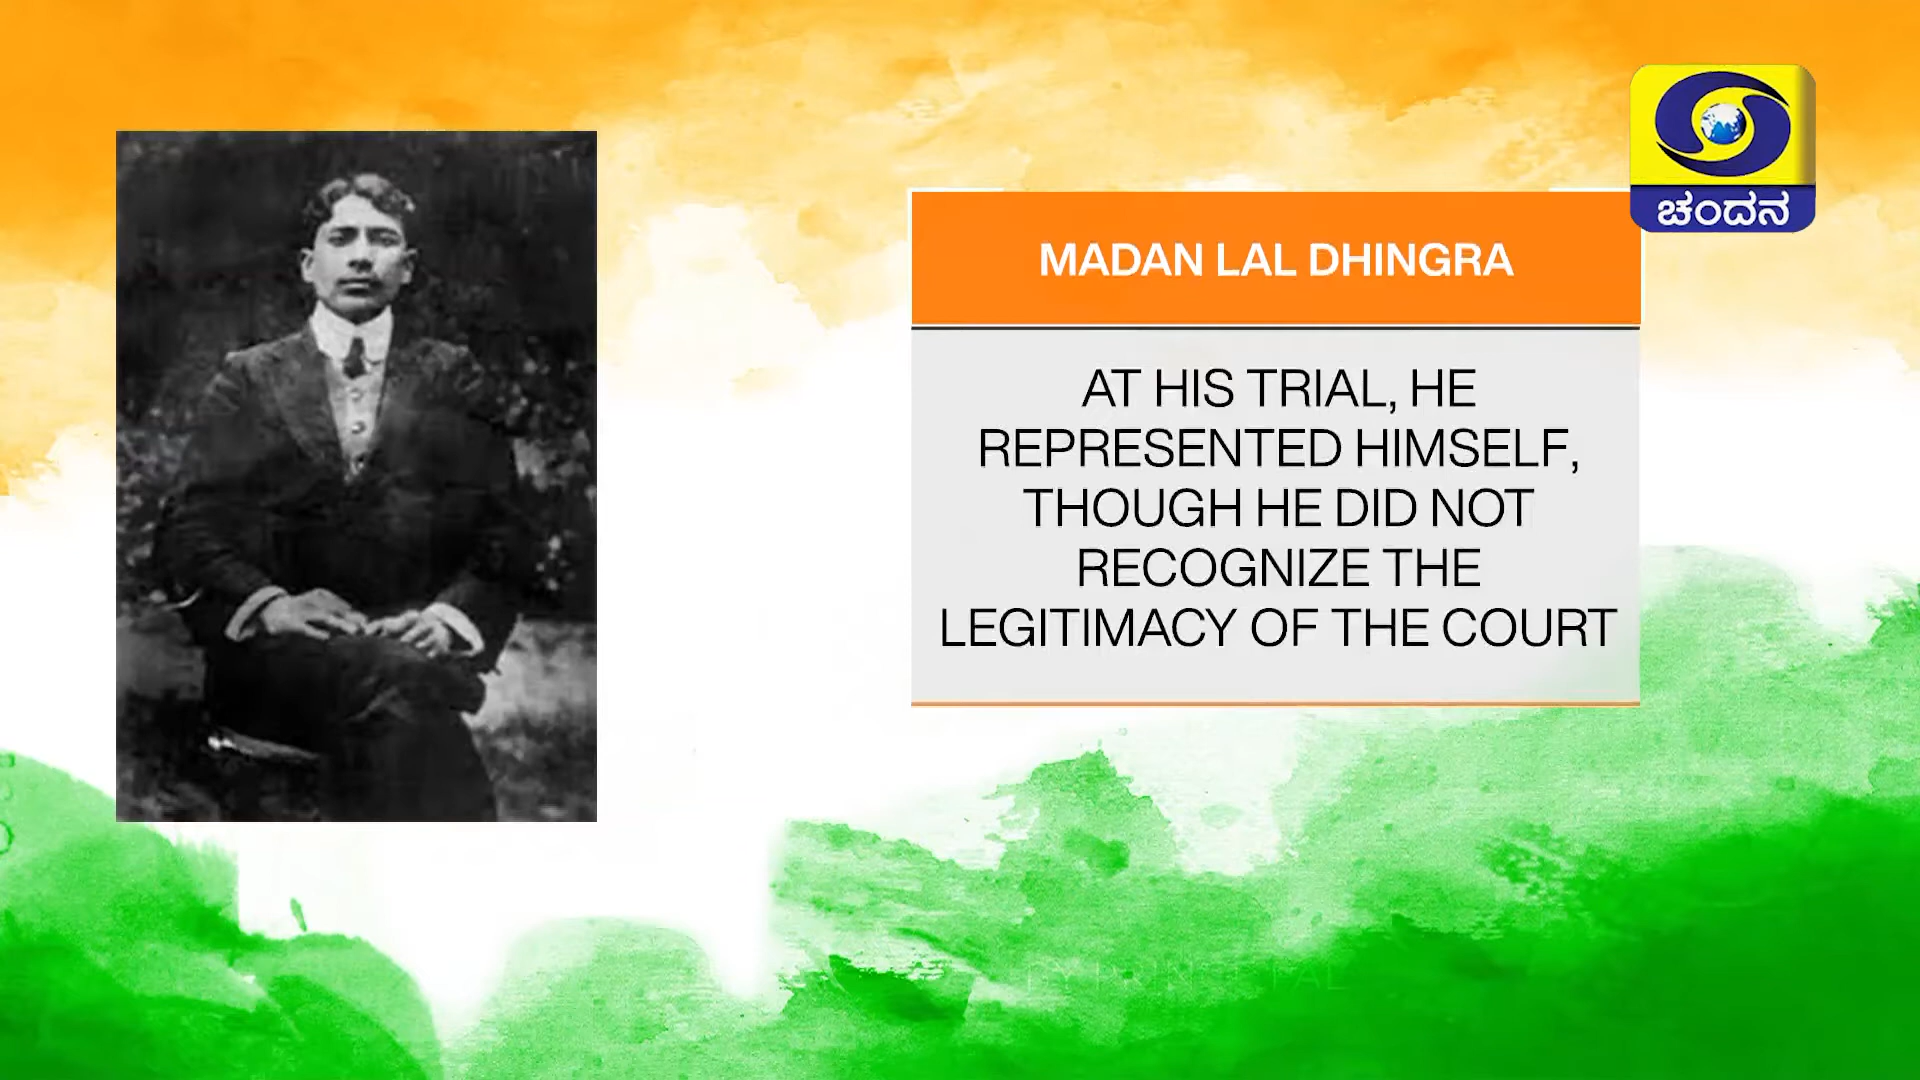 ಚಂದನ
MADAN LAL DHINGRA
AT HIS TRIAL, HE
REPRESENTED HIMSELF,
THOUGH HE DID NOT
RECOGNIZE THE
LEGITIMACY OF THE COURT